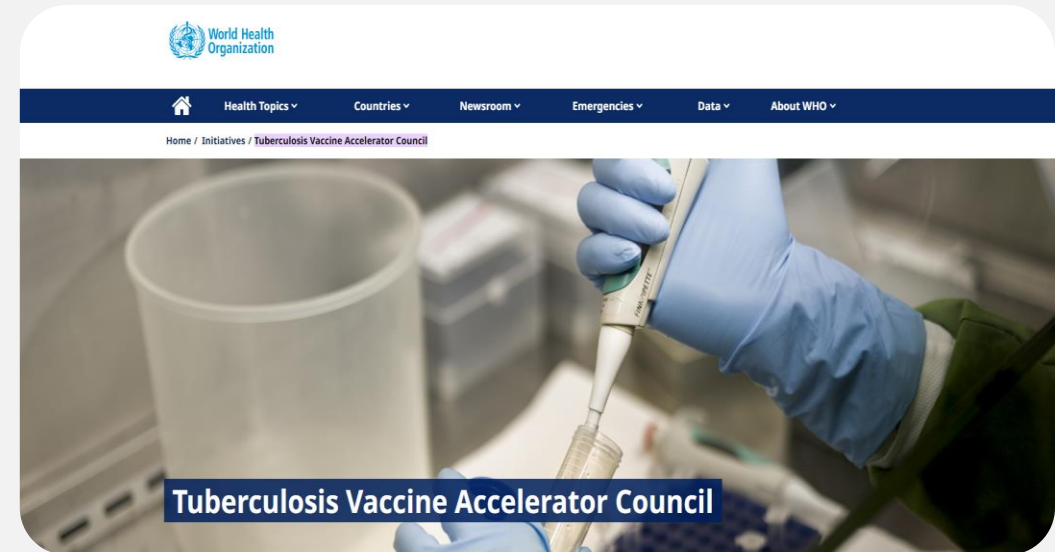 World Health
Organization
Health Topics Countries Newsroom Emergencies Data About WHO
Home / Initiatives / Tuberculosis Vaccine Accelerator Council
FINNPIPETTE
Tuberculosis Vaccine Accelerator Council